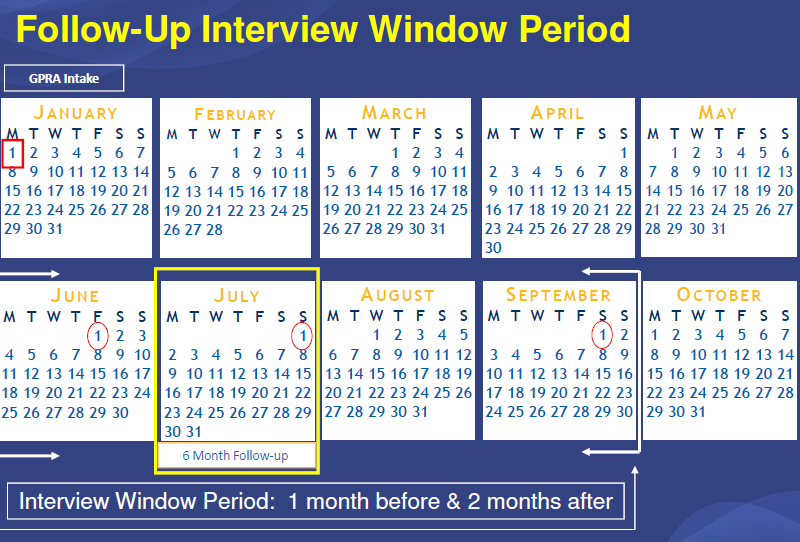 Follow-Up Interview Window Period
GPRA Intake
JANUARY
M T W T F S S
1 2 3 4 5 6 7
8 9 10 11 12 13 14
15 16 17 18 19 20 21
22 23 24 25 26 27 28
29 30 31
FEBRUARY
M T W T F S S
1 2 3 4
5 6 7 8 9 10 11
12 13 14 15 16 17 18
19 20 21 22 23 24 25
26 27 28
MARCH
M T W T F S S
1 2 3 4
5 6 7 8 9 10 11
12 13 14 15 16 17 18
19 20 21 22 23 24 25
26 27 28 29 30 31
APRIL
M T W T F S S
1
2 3 4 5 6 7 8
9 10 11 12 13 14 15
16 17 18 19 20 21 22
23 24 25 26 27 28 29
30
MAY
M T W T F S S
1 2 3 4 5 6
7 8 9 10 11 12 13
14 15 16 17 18 19 20
21 22 23 24 25 26 27
28 29 30 31
JUNE
M T W T F S S
1 2 3
4 5 6 7 8 9 10
11 12 13 14 15 16 17
18 19 20 21 22 23 24
25 26 27 28 29 30
JULY
M T W T F S S
1
2 3 4 5 6 7 8
9 10 11 12 13 14 15
16 17 18 19 20 21 22
23 24 25 26 27 28 29
30 31
6 Month Follow-up
AUGUST
M T W T F S S
1 2 3 4 5
6 7 8 9 10 11 12
13 14 15 16 17 18 19
20 21 22 23 24 25 26
27 28 29 30 31
SEPTEMBER
M T W T F S S
1 2
3 4 5 6 7 8 9
10 11 12 13 14 15 16
17 18 19 20 21 22 23
24 25 26 27 28 29 30
OCTOBER
M T W T F S S
1 2 3 4 5 6 7
8 9 10 11 12 13 14
15 16 17 18 19 20 21
22 23 24 25 26 27 28
29 30 31
Interview Window Period: 1 month before & 2 months after